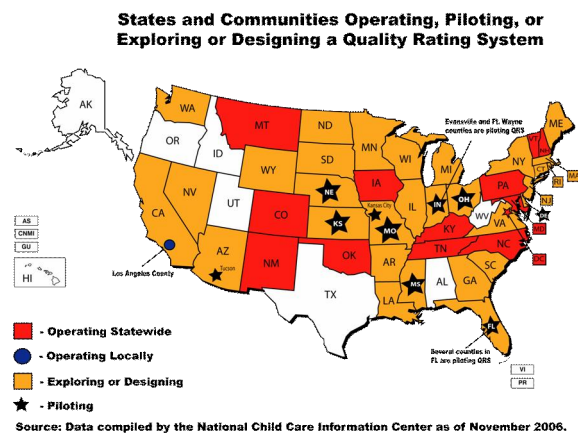 States and Communities Operating, Piloting, or
Exploring or Designing a Quality Rating System
AK
WA
OR
ID
MT
ND
SD
WY
NV
UT
CA
AZ
CO
NM
TX
OK
KS
NE
MN
IA
MO
Kansas City
AR
LA
WI
IL
MI
IN
OH
KY
TN
MS
AL
GA
FL
SC
NC
VA
WV
PA
NY
ME
VT
NH
CT
MA
RI
NJ
DE
MD
DC
Evansville and Ft. Wayne
counties are piloting QRS
Los Angeles County
Tucson
Several counties in
FL are piloting QRS
AS
CNMI
GU
HI
VI
PR
- Operating Statewide
- Operating Locally
- Exploring or Designing
- Piloting
Source: Data compiled by the National Child Care Information Center as of November 2006.